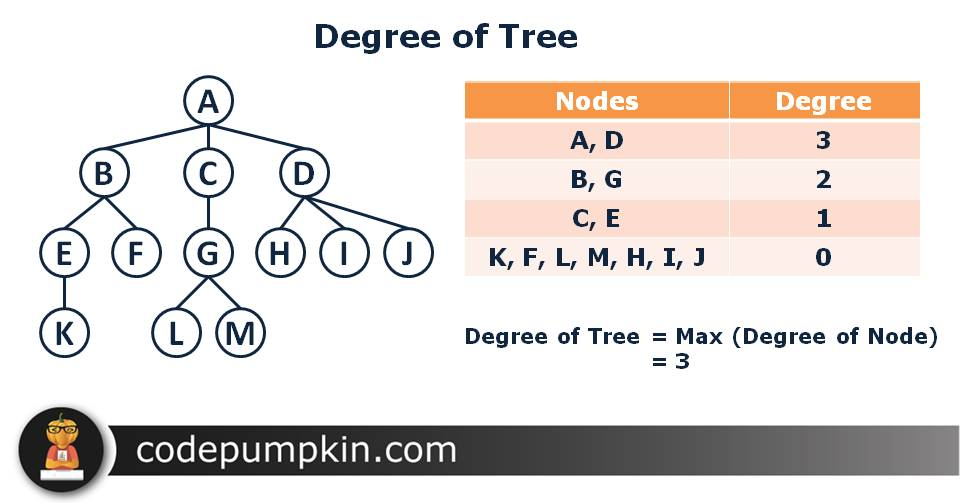 Degree of Tree
A
B C D
E F G H I J
K L M
Nodes Degree
A, D 3
B, G 2
C, E 1
K, F, L, M, H, I, J 0
Degree of Tree = Max (Degree of Node)
= 3
codepumpkin.com